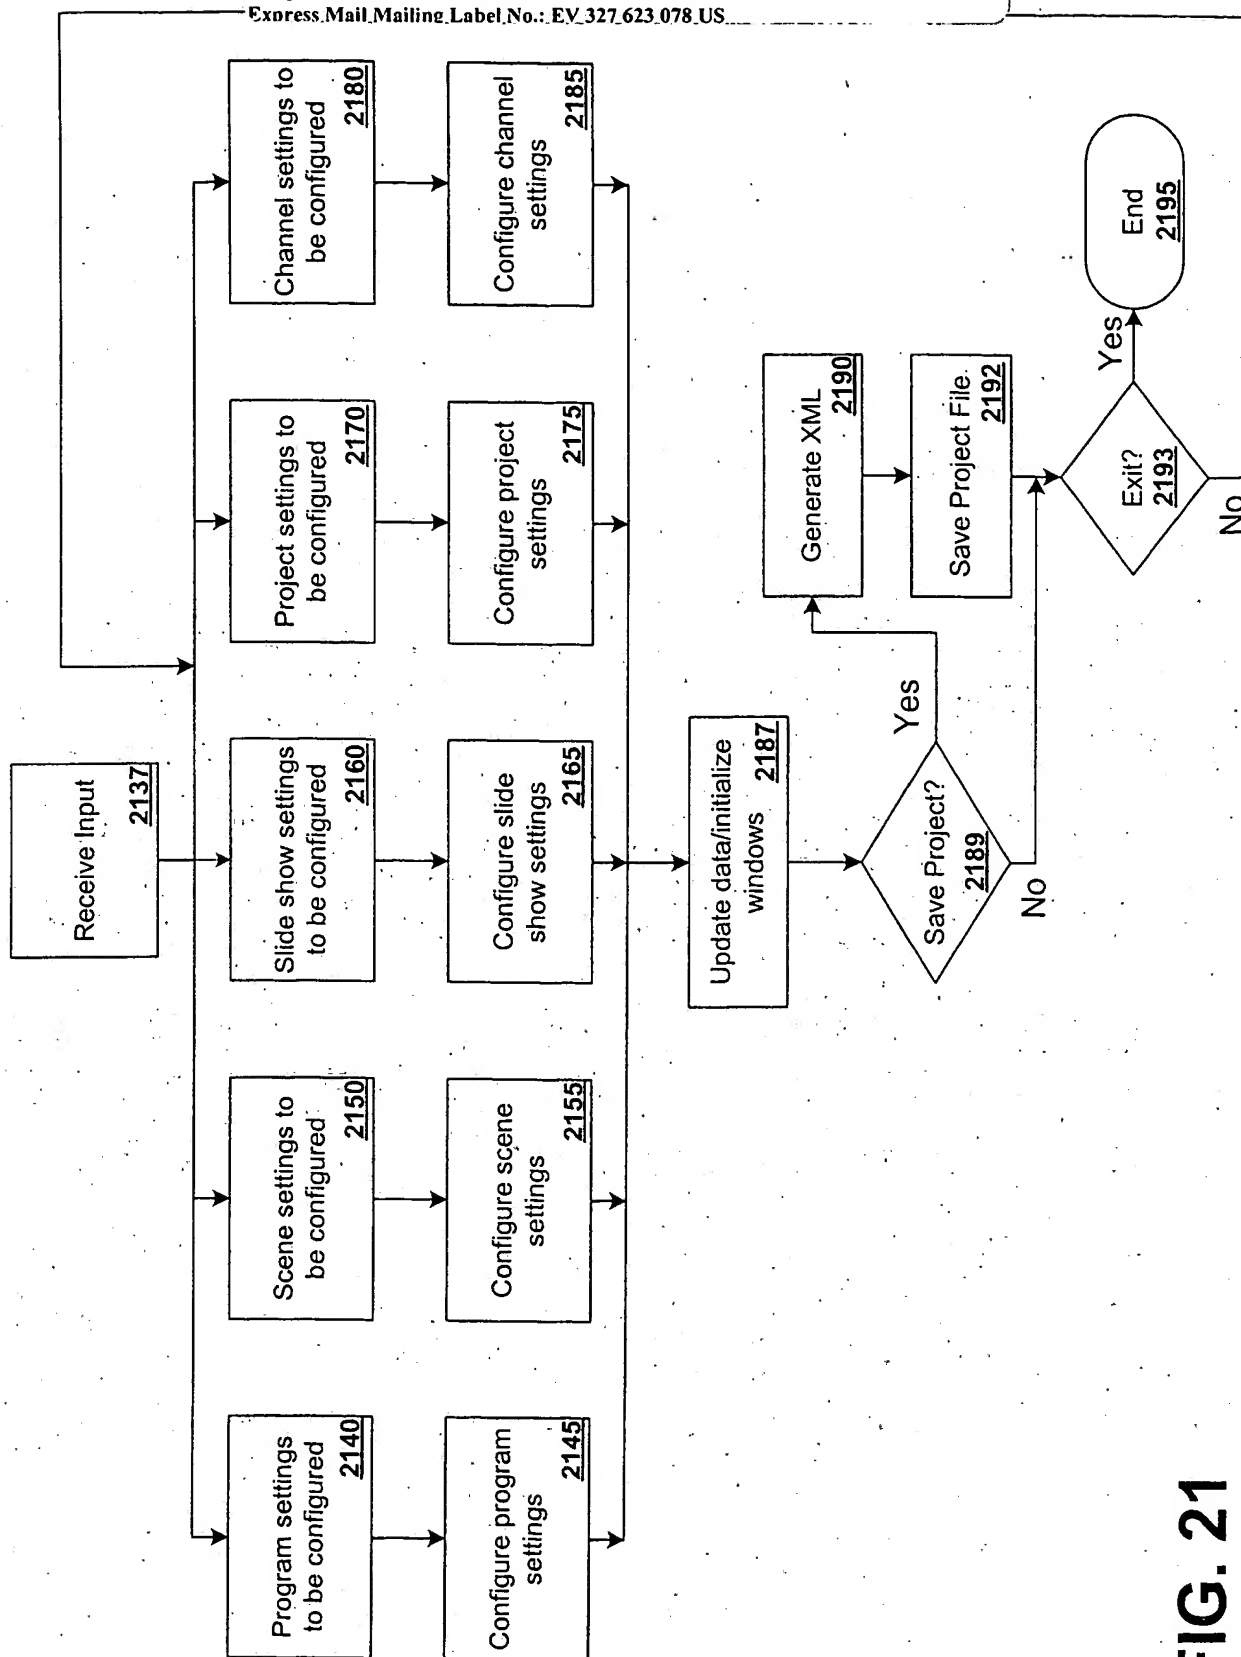 Express Mail Mailing Label No.: EV 327 623 078 US
Receive Input
2137
Program settings
to be configured
2140
Scene settings to
be configured
2150
Slide show settings
to be configured
2160
Project settings to
be configured
2170
Channel settings to
be configured
2180
Configure program
settings
2145
Configure scene
settings
2155
Configure slide
show settings
2165
Configure project
settings
2175
Configure channel
settings
2185
Update data/initialize
windows
2187
Save Project?
2189
Yes
No
Generate XML
2190
Save Project File
2192
Exit?
2193
Yes
No
End
2195
FIG. 21